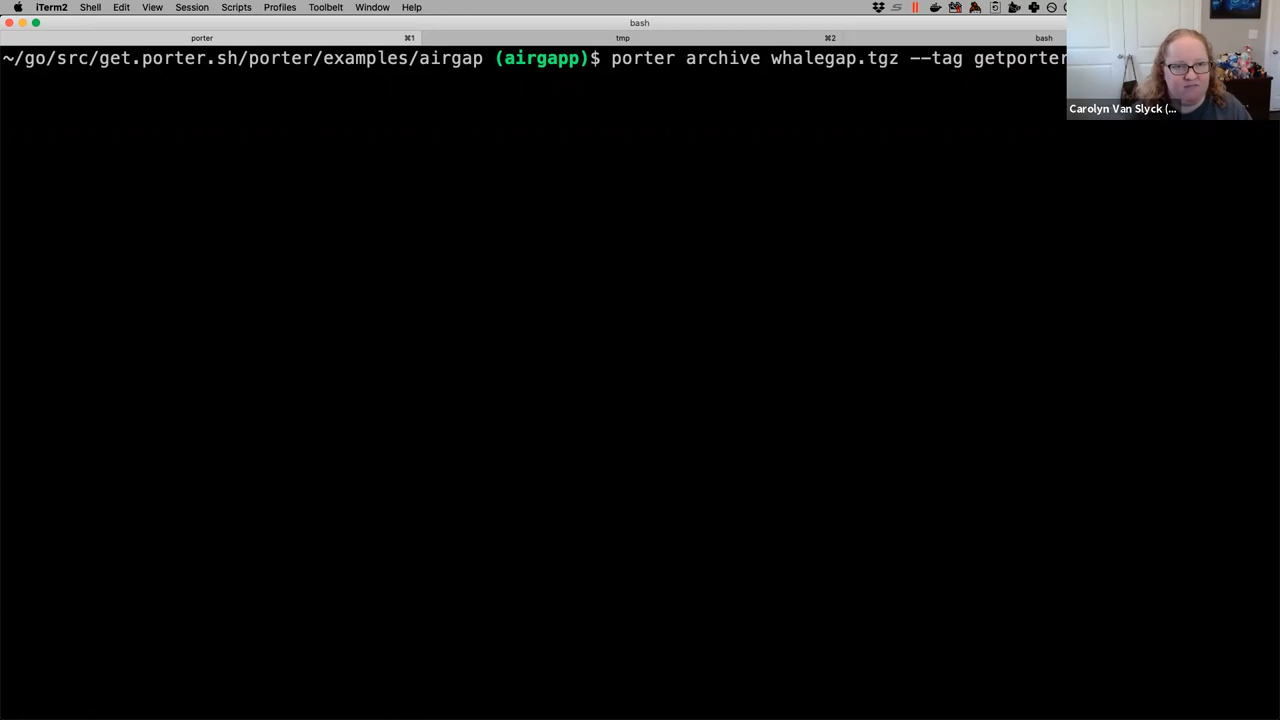 iTerm2 Shell Edit View Session Scripts Profiles Toolbelt Window Help
bash
porter ⌘1 tmp ⌘2 bash
~/go/src/get.porter.sh/porter/examples/airgap (airgapp)$ porter archive whalegap.tgz --tag getporter
Carolyn Van Slyck (...